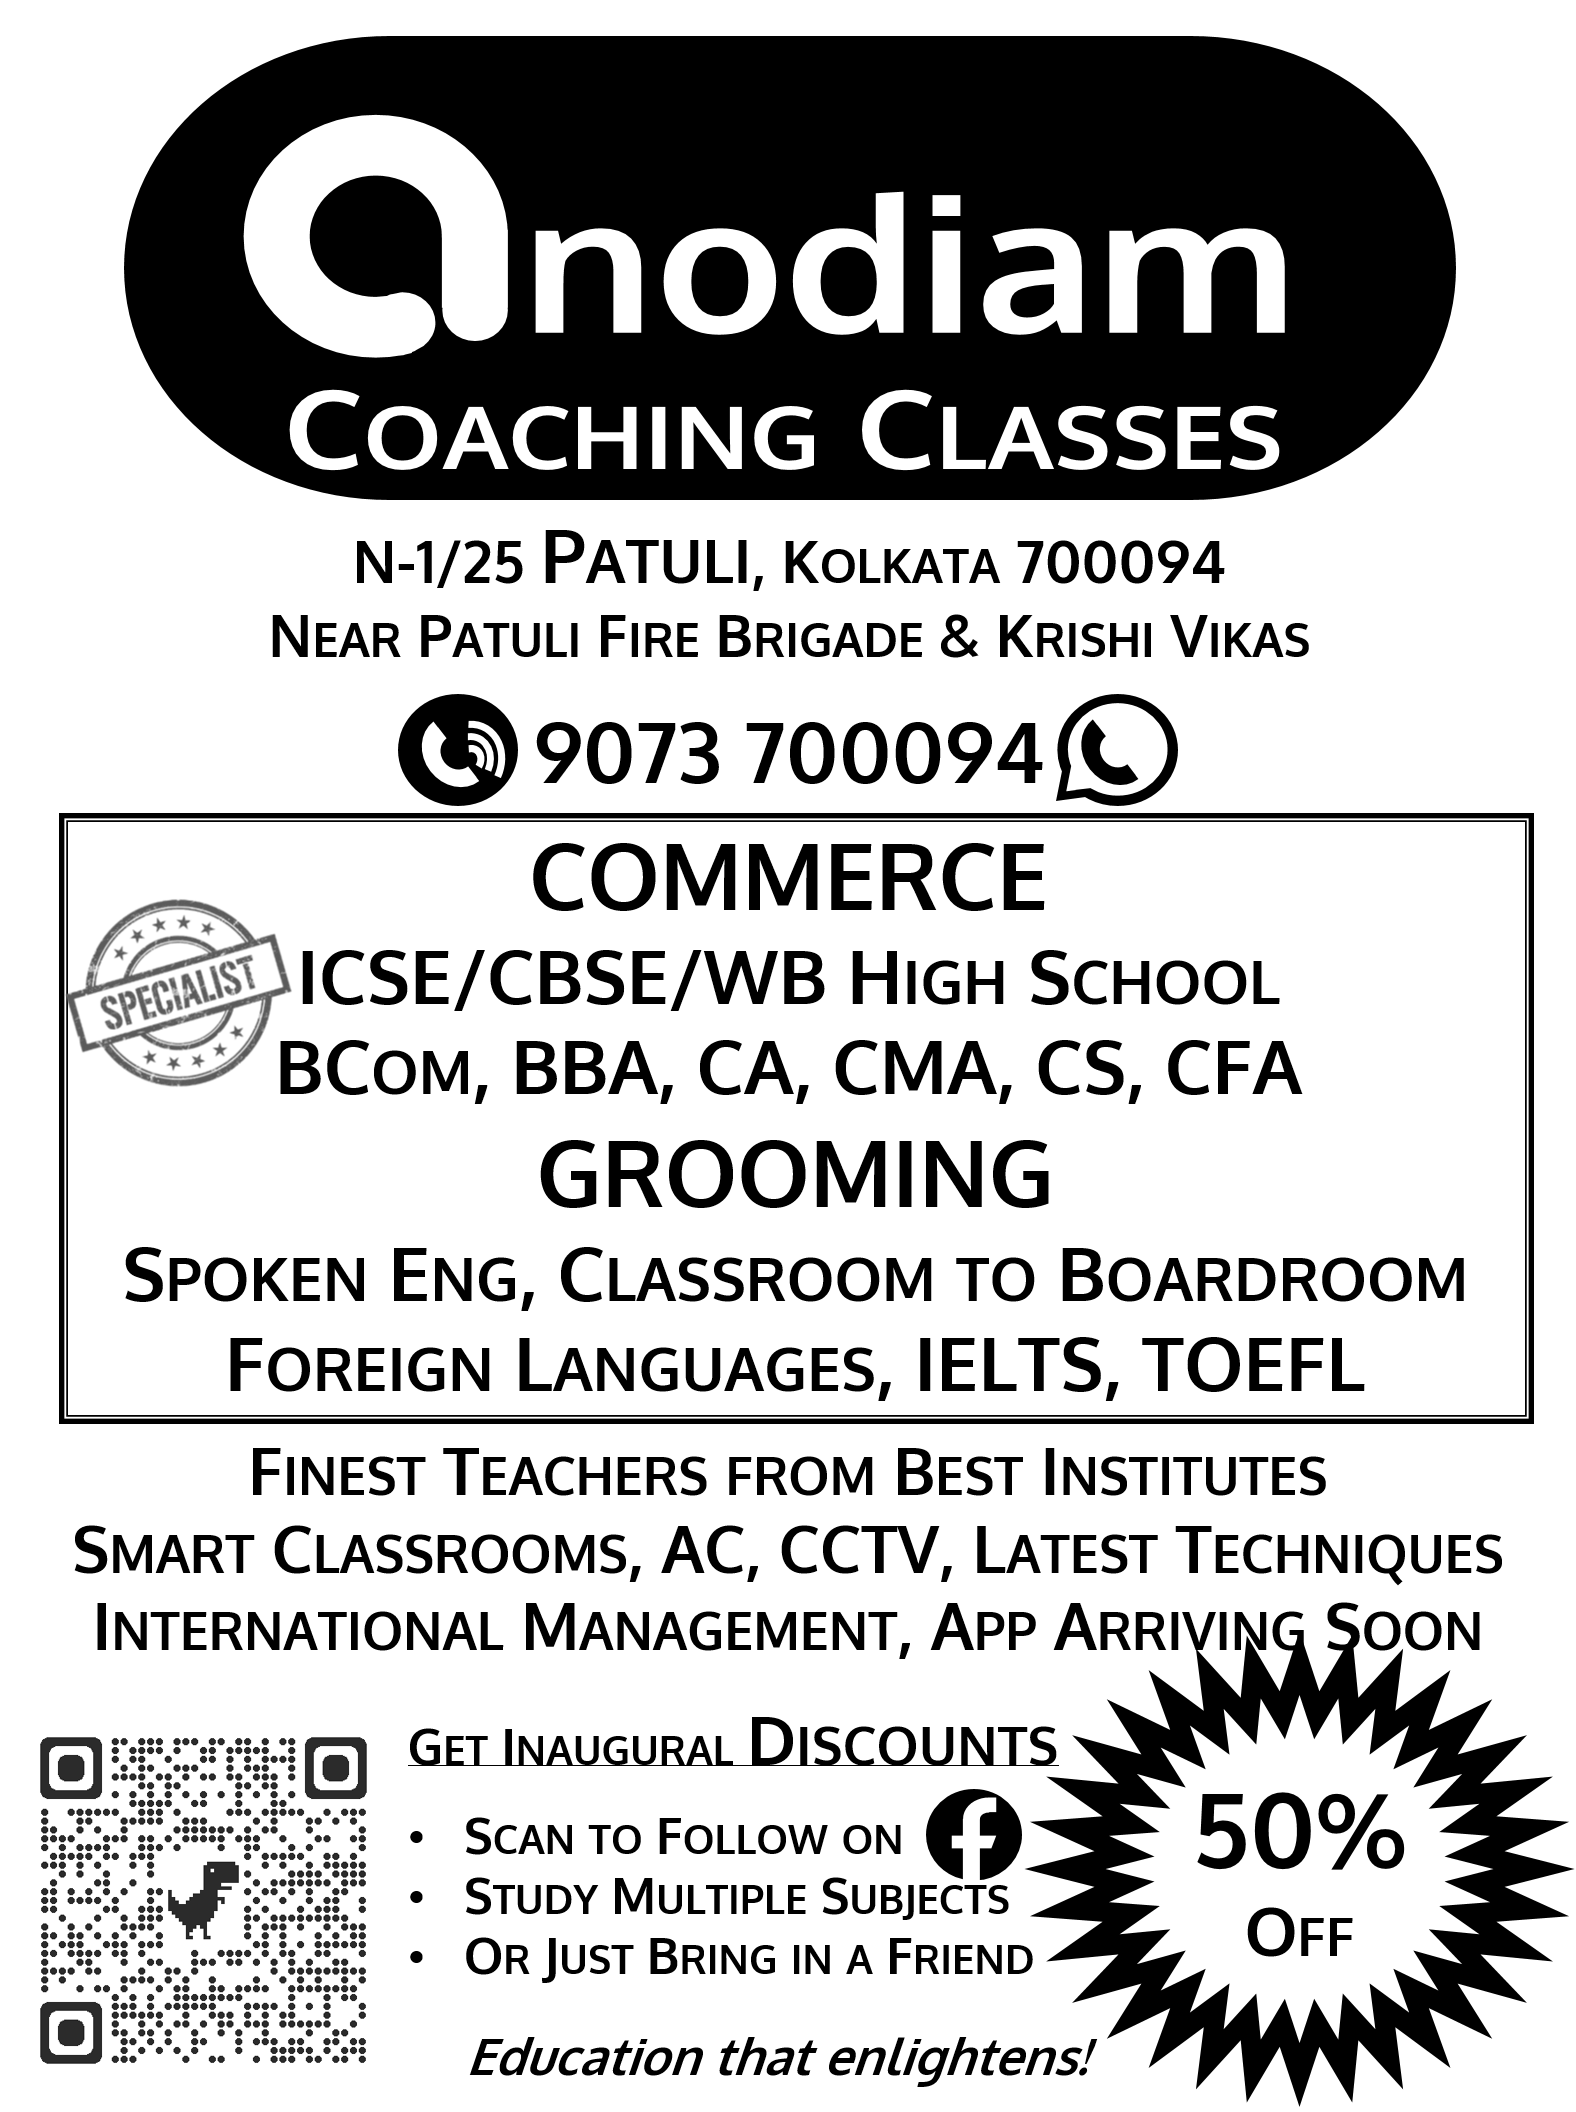 anodiam
Coaching Classes
N-1/25 Patuli, Kolkata 700094
Near Patuli Fire Brigade & Krishi Vikas
9073 700094
COMMERCE
SPECIALIST
ICSE/CBSE/WB High School
BCom, BBA, CA, CMA, CS, CFA
GROOMING
Spoken Eng, Classroom to Boardroom
Foreign Languages, IELTS, TOEFL
Finest Teachers from Best Institutes
Smart Classrooms, AC, CCTV, Latest Techniques
International Management, App Arriving Soon
Get Inaugural Discounts
• Scan to Follow on f
• Study Multiple Subjects
• Or Just Bring in a Friend
50%
Off
Education that enlightens!